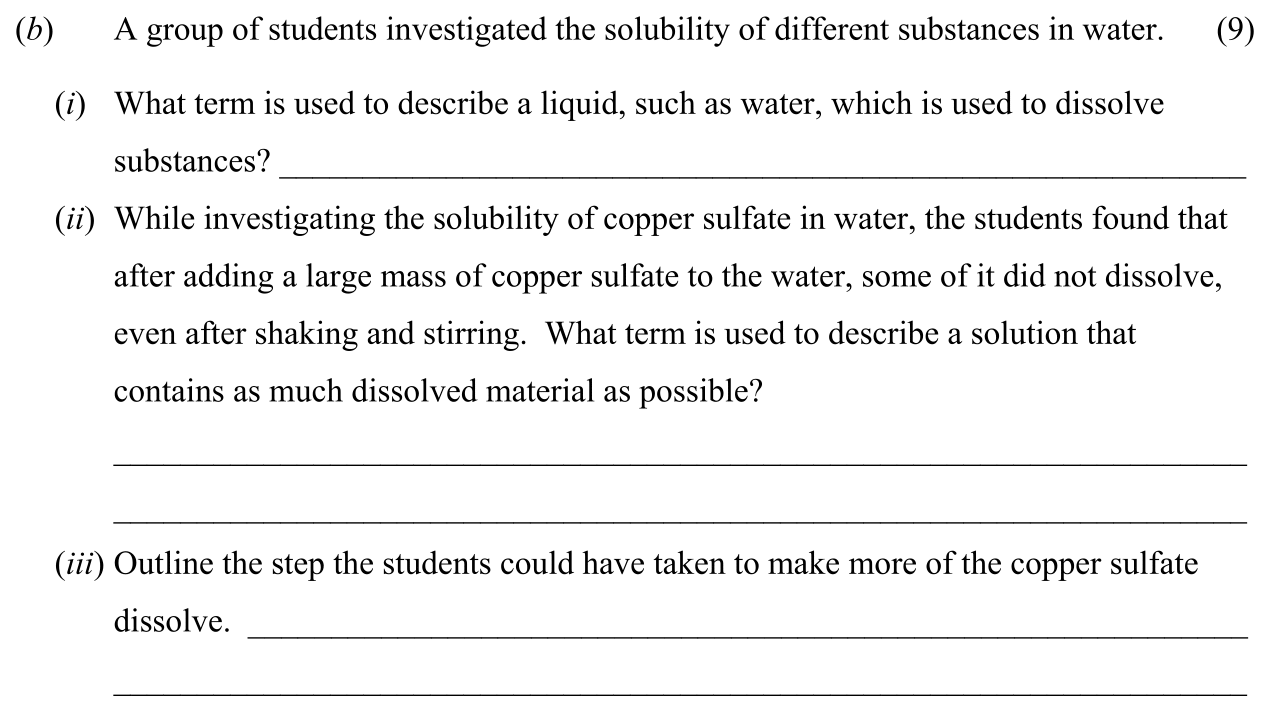 (b) A group of students investigated the solubility of different substances in water. (9)
(i) What term is used to describe a liquid, such as water, which is used to dissolve
substances?
(ii) While investigating the solubility of copper sulfate in water, the students found that
after adding a large mass of copper sulfate to the water, some of it did not dissolve,
even after shaking and stirring. What term is used to describe a solution that
contains as much dissolved material as possible?
(iii) Outline the step the students could have taken to make more of the copper sulfate
dissolve.